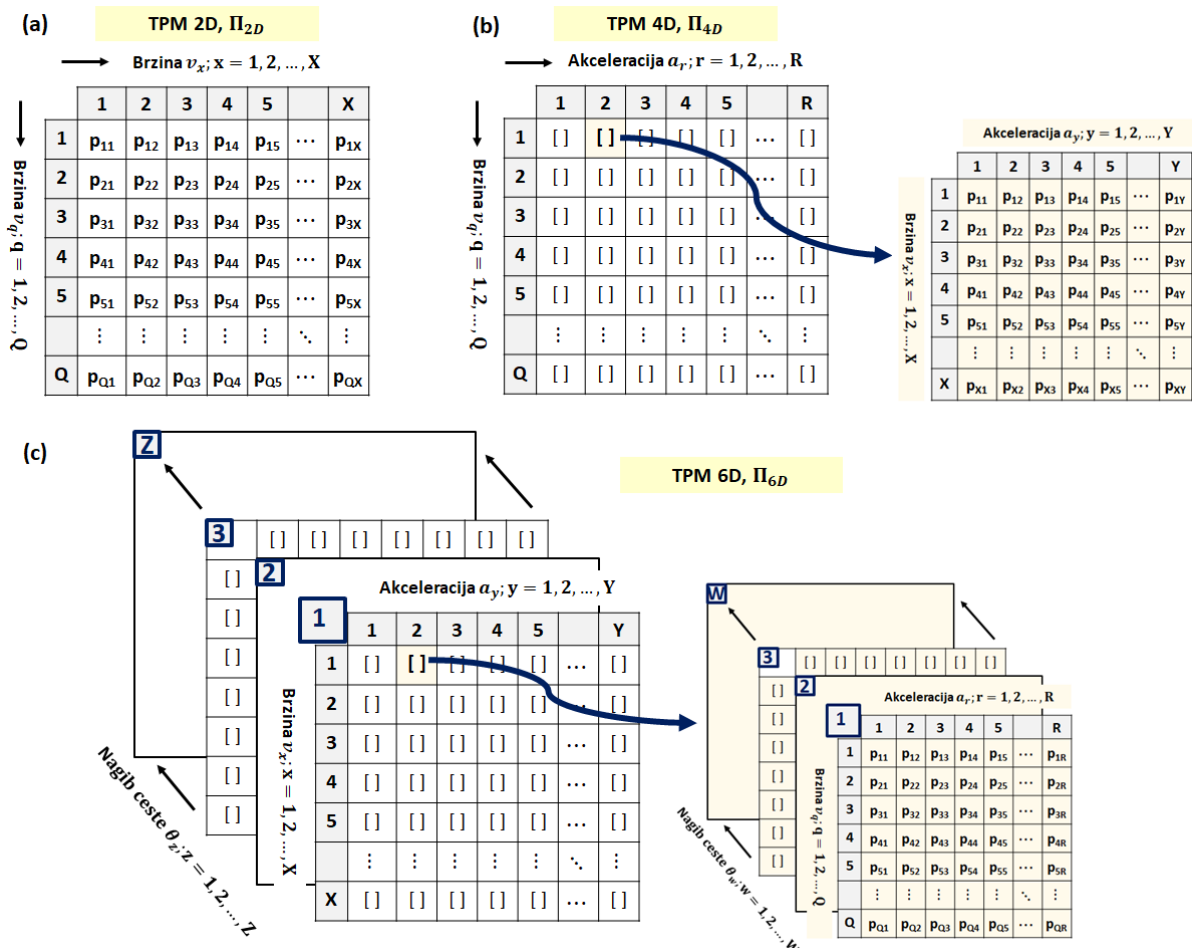 (a)
TPM 2D, Π2D
Brzina vx; x = 1, 2, ..., X
Brzina vq; q = 1, 2, ..., Q
1 2 3 4 5 X
1 p11 p12 p13 p14 p15 ⋯ p1X
2 p21 p22 p23 p24 p25 ⋯ p2X
3 p31 p32 p33 p34 p35 ⋯ p3X
4 p41 p42 p43 p44 p45 ⋯ p4X
5 p51 p52 p53 p54 p55 ⋯ p5X
⋮ ⋮ ⋮ ⋮ ⋮ ⋱ ⋮
Q pQ1 pQ2 pQ3 pQ4 pQ5 ⋯ pQX
(b)
TPM 4D, Π4D
Akceleracija ar; r = 1, 2, ..., R
Brzina vq; q = 1, 2, ..., Q
1 2 3 4 5 R
1 [ ] [ ] [ ] [ ] [ ] ... [ ]
2 [ ] [ ] [ ] [ ] [ ] ... [ ]
3 [ ] [ ] [ ] [ ] [ ] ... [ ]
4 [ ] [ ] [ ] [ ] [ ] ... [ ]
5 [ ] [ ] [ ] [ ] [ ] ... [ ]
⋮ ⋮ ⋮ ⋮ ⋮ ⋱ ⋮
Q [ ] [ ] [ ] [ ] [ ] ... [ ]
Akceleracija ay; y = 1, 2, ..., Y
Brzina vx; x = 1, 2, ..., X
1 2 3 4 5 Y
1 p11 p12 p13 p14 p15 ⋯ p1Y
2 p21 p22 p23 p24 p25 ⋯ p2Y
3 p31 p32 p33 p34 p35 ⋯ p3Y
4 p41 p42 p43 p44 p45 ⋯ p4Y
5 p51 p52 p53 p54 p55 ⋯ p5Y
⋮ ⋮ ⋮ ⋮ ⋮ ⋱ ⋮
X pX1 pX2 pX3 pX4 pX5 ⋯ pXY
(c)
TPM 6D, Π6D
Z
3 [ ] [ ] [ ] [ ] [ ] [ ] [ ]
[ ]
[ ]
[ ]
[ ]
[ ]
[ ]
[ ]
2
1
Akceleracija ay; y = 1, 2, ..., Y
Brzina vx; x = 1, 2, ..., X
Nagib ceste θz; z = 1, 2, ..., Z
1 2 3 4 5 Y
1 [ ] [ ] [ ] [ ] [ ] ... [ ]
2 [ ] [ ] [ ] [ ] [ ] ... [ ]
3 [ ] [ ] [ ] [ ] [ ] ... [ ]
4 [ ] [ ] [ ] [ ] [ ] ... [ ]
5 [ ] [ ] [ ] [ ] [ ] ... [ ]
⋮ ⋮ ⋮ ⋮ ⋮ ⋱ ⋮
X [ ] [ ] [ ] [ ] [ ] ... [ ]
W
3 [ ] [ ] [ ] [ ] [ ] [ ]
[ ]
[ ]
[ ]
[ ]
[ ]
[ ]
[ ]
2
1
Akceleracija ar; r = 1, 2, ..., R
Brzina vq; q = 1, 2, ..., Q
Nagib ceste θw; w = 1, 2, ..., W
1 2 3 4 5 R
1 p11 p12 p13 p14 p15 ⋯ p1R
2 p21 p22 p23 p24 p25 ⋯ p2R
3 p31 p32 p33 p34 p35 ⋯ p3R
4 p41 p42 p43 p44 p45 ⋯ p4R
5 p51 p52 p53 p54 p55 ⋯ p5R
⋮ ⋮ ⋮ ⋮ ⋮ ⋱ ⋮
Q pQ1 pQ2 pQ3 pQ4 pQ5 ⋯ pQR